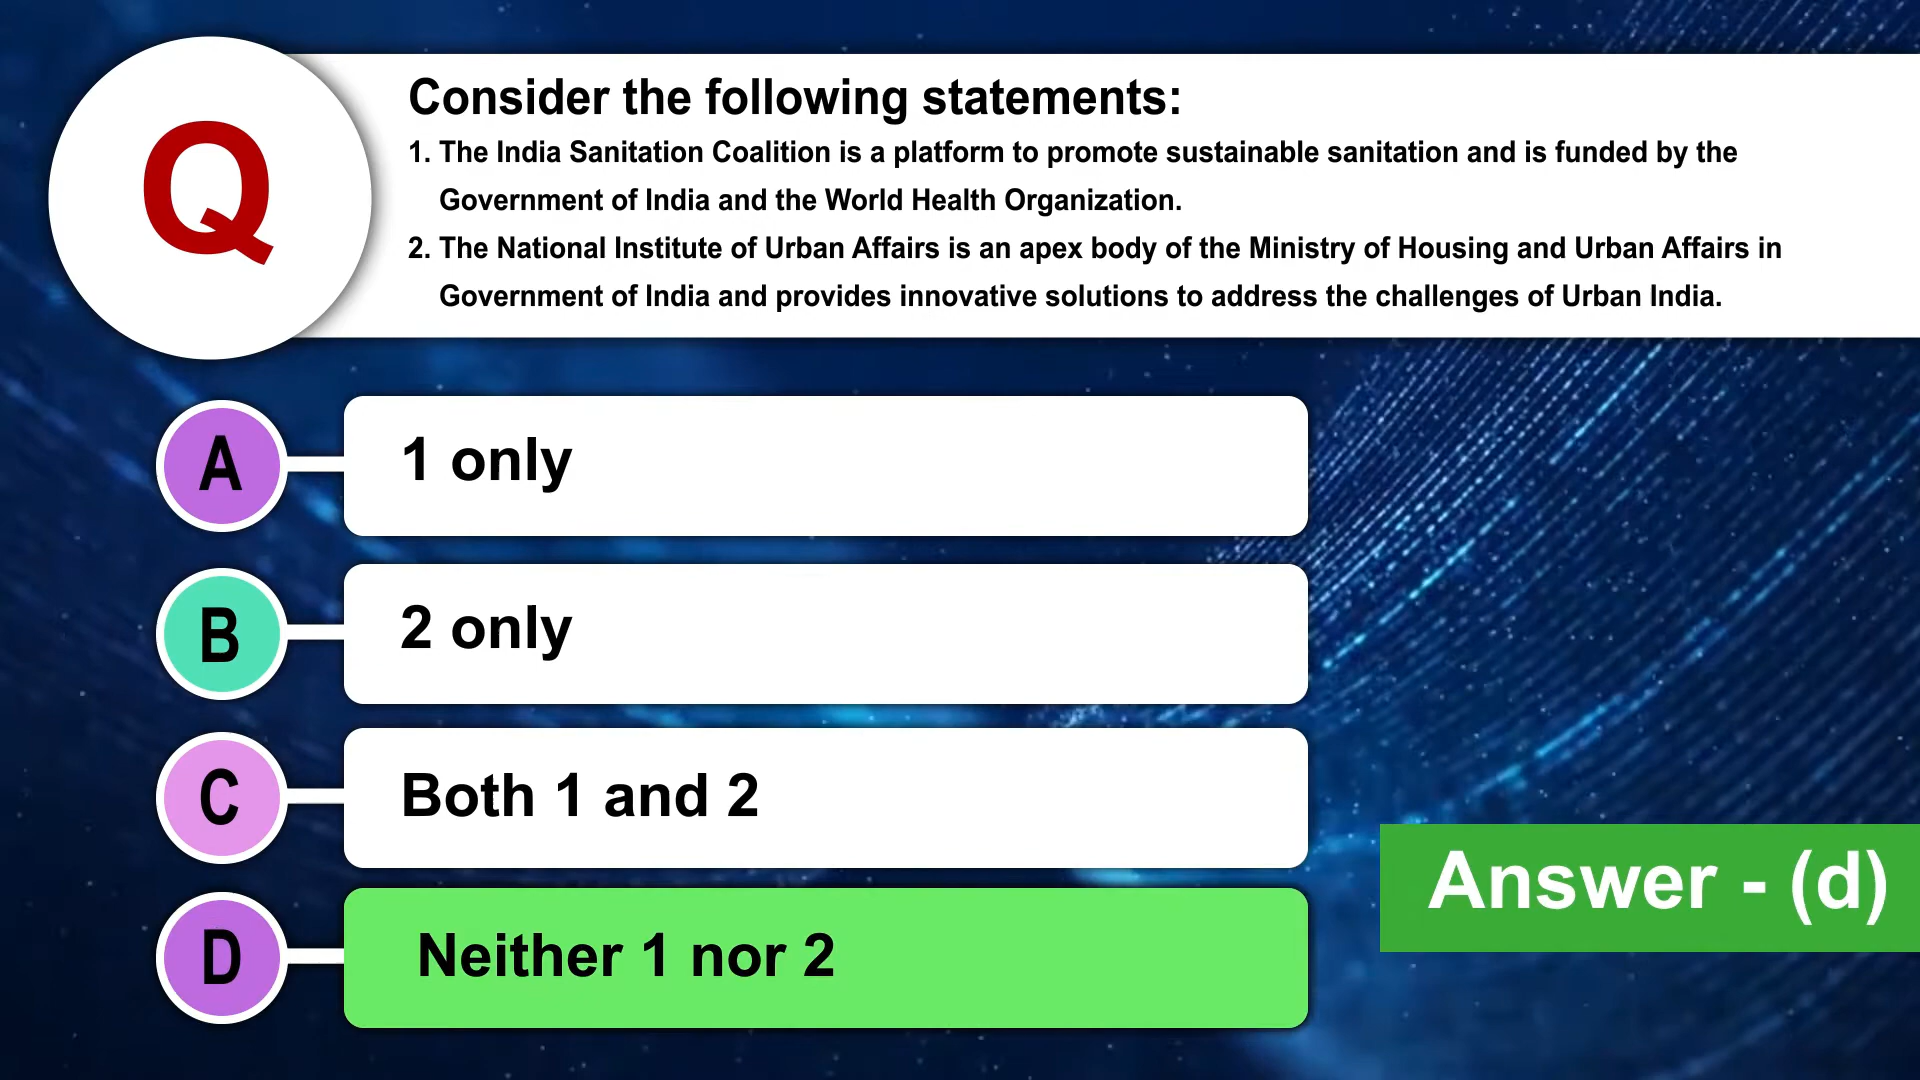 Q
Consider the following statements:
1. The India Sanitation Coalition is a platform to promote sustainable sanitation and is funded by the
Government of India and the World Health Organization.
2. The National Institute of Urban Affairs is an apex body of the Ministry of Housing and Urban Affairs in
Government of India and provides innovative solutions to address the challenges of Urban India.
A 1 only
B 2 only
C Both 1 and 2
D Neither 1 nor 2
Answer - (d)